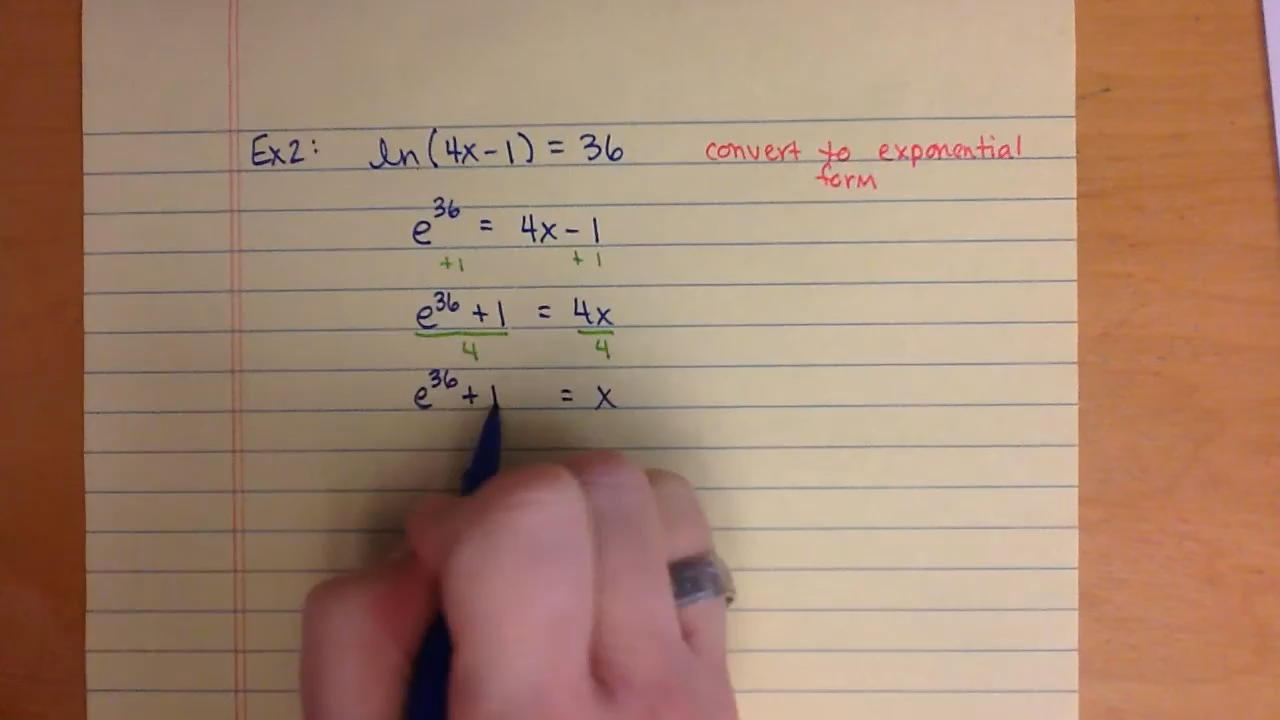 Ex2: ln(4x-1) = 36 convert to exponential
form
e^36 = 4x - 1
+1 +1
e^36 + 1 = 4x
4 4
e^36 + 1 = x